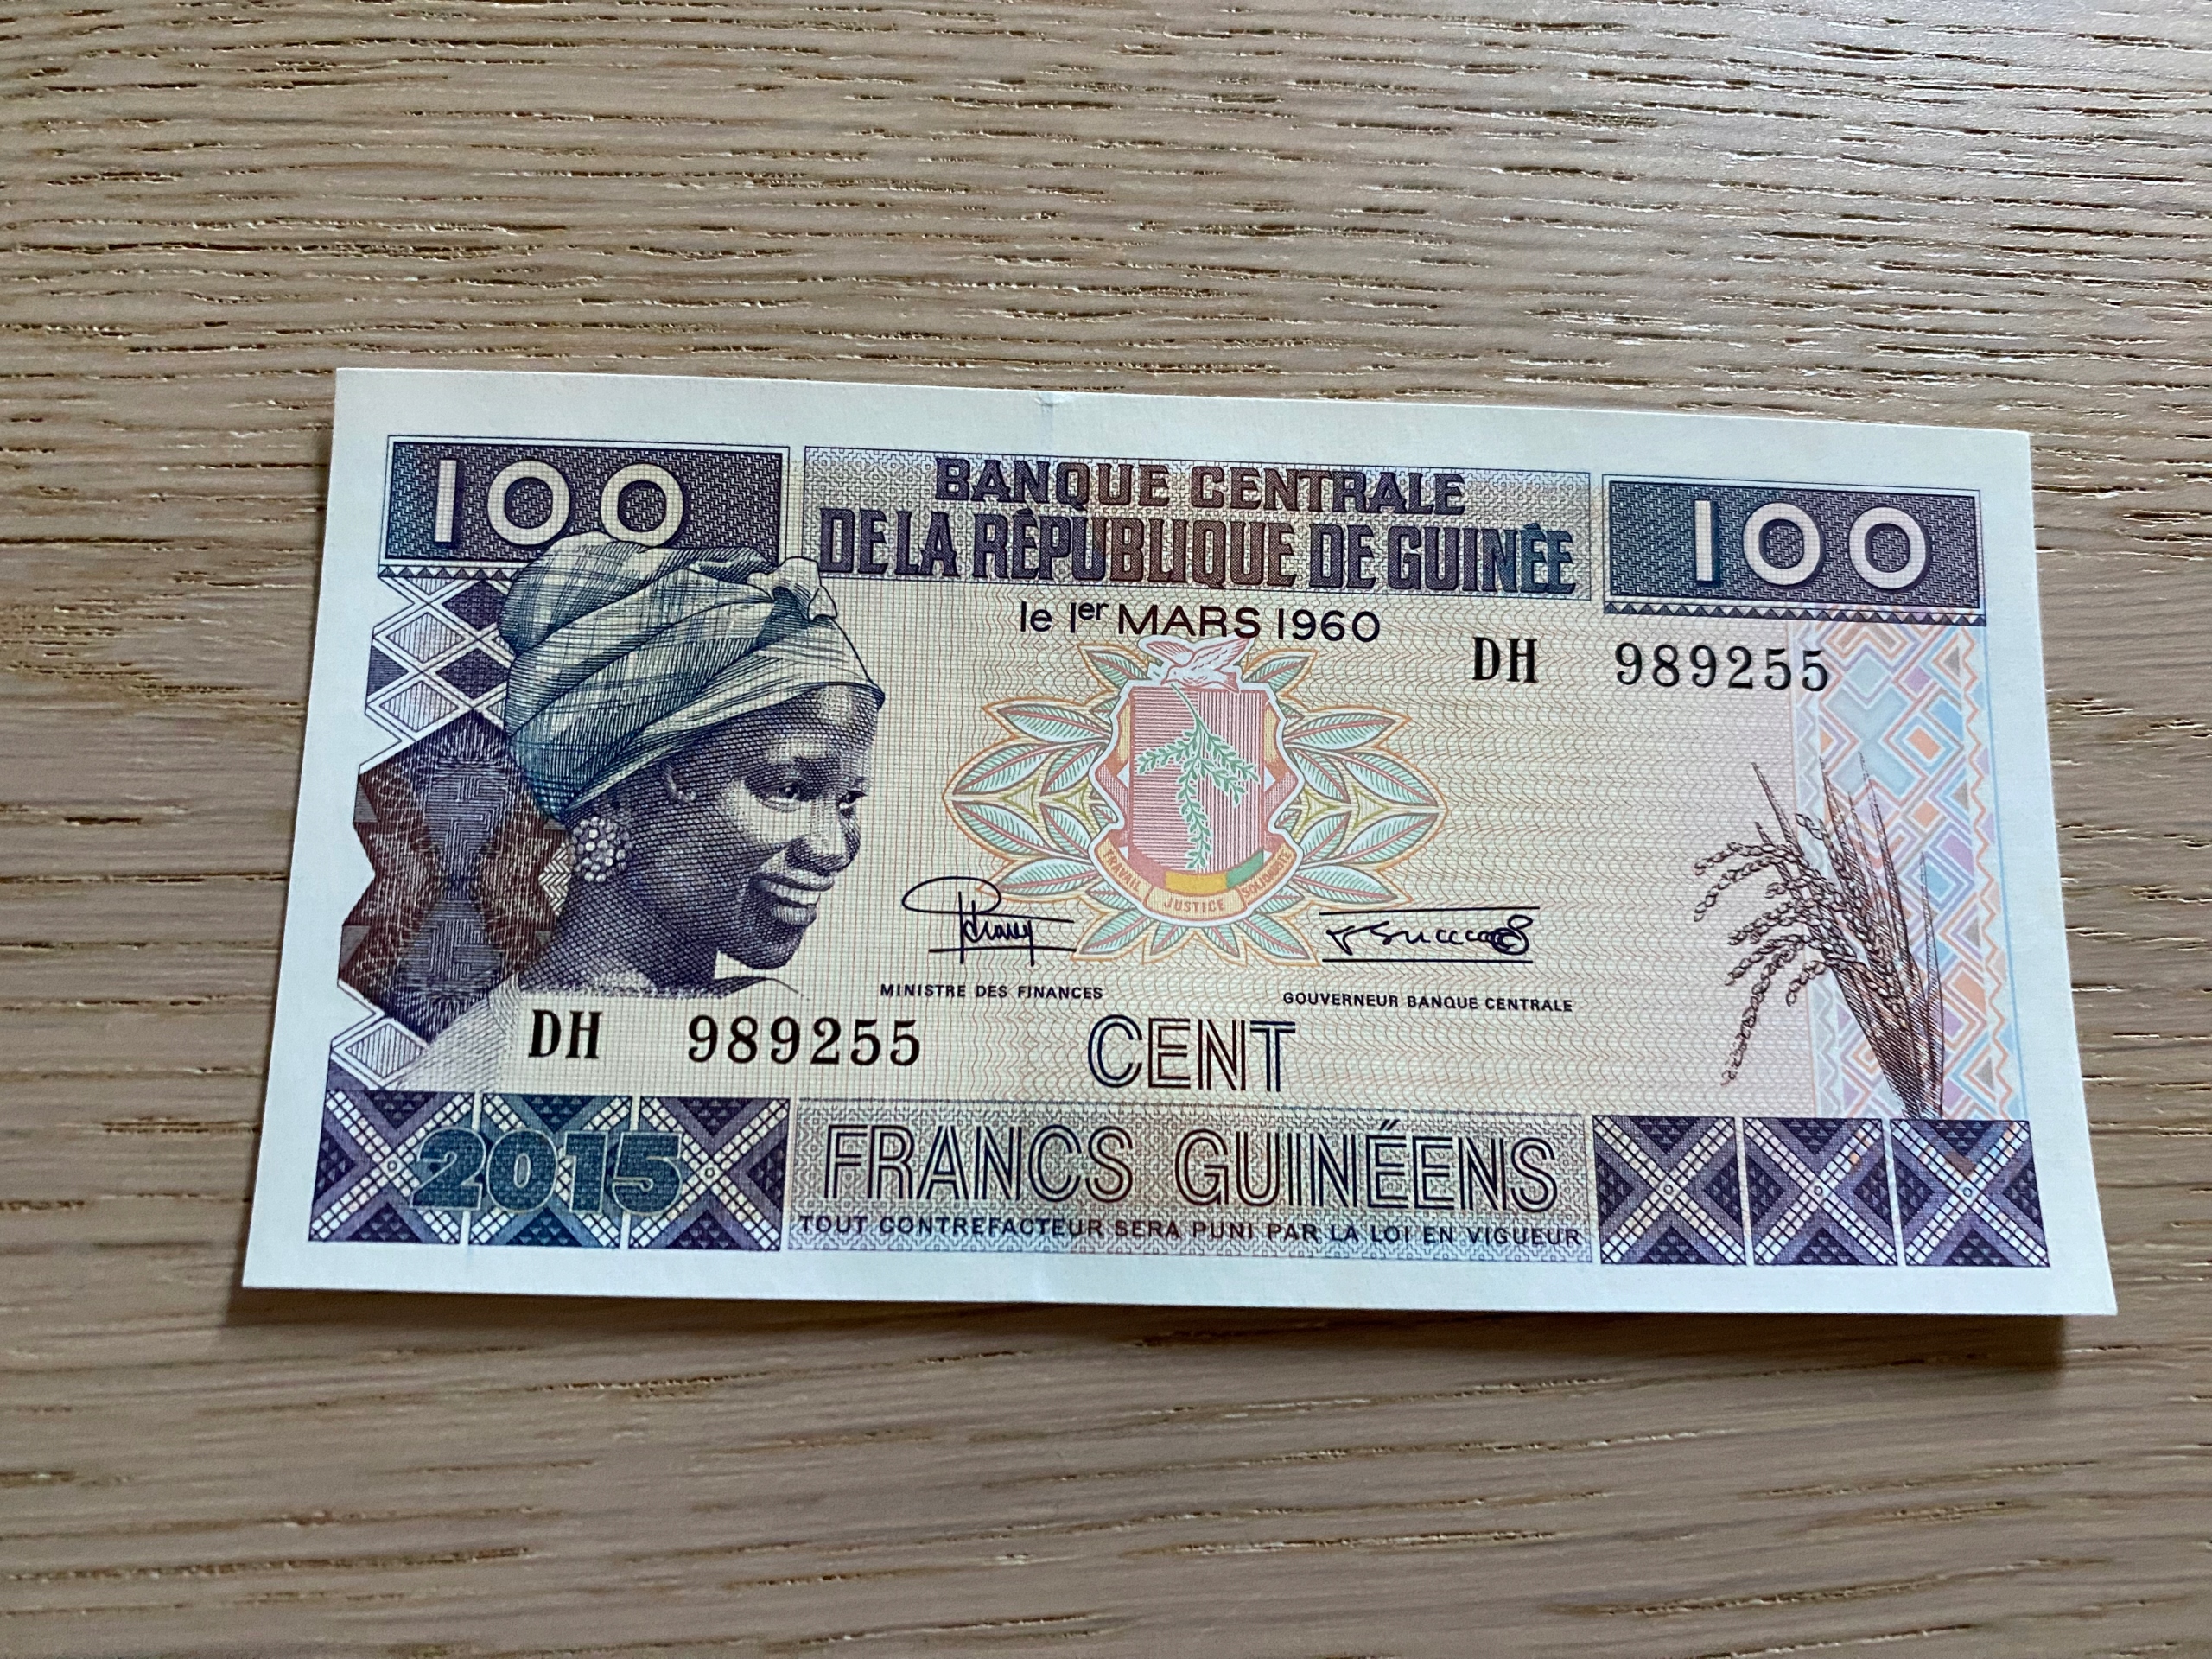 100
BANQUE CENTRALE
DE LA RÉPUBLIQUE DE GUINÉE
100
le 1er MARS 1960
DH 989255
TRAVAIL
JUSTICE
SOLIDARITÉ
MINISTRE DES FINANCES
GOUVERNEUR BANQUE CENTRALE
DH 989255
CENT
2015
FRANCS GUINÉENS
TOUT CONTREFACTEUR SERA PUNI PAR LA LOI EN VIGUEUR